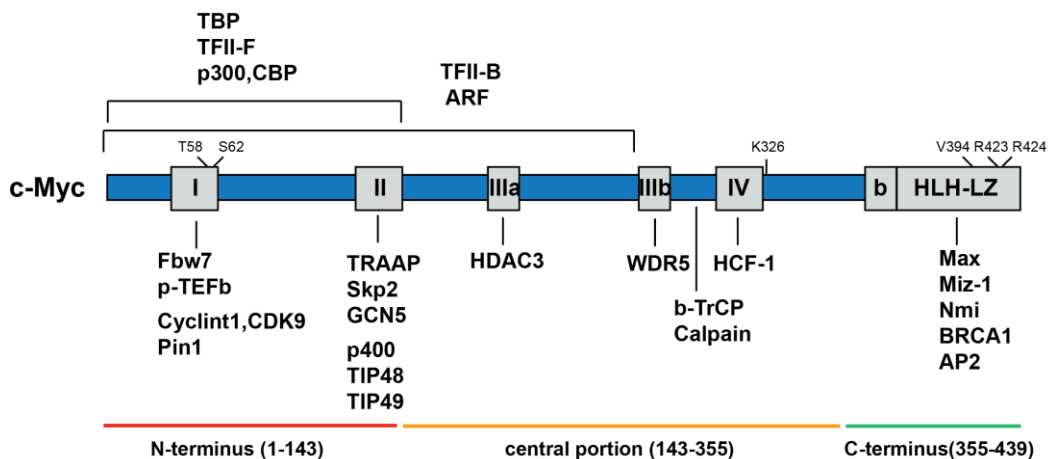 TBP
TFII-F
p300,CBP
TFII-B
ARF
T58 S62
K326
V394 R423 R424
c-Myc
I
II
IIIa
IIIb
IV
b
HLH-LZ
Fbw7
p-TEFb
Cyclint1,CDK9
Pin1
TRAAP
Skp2
GCN5
p400
TIP48
TIP49
HDAC3
WDR5
b-TrCP
Calpain
HCF-1
Max
Miz-1
Nmi
BRCA1
AP2
N-terminus (1-143)
central portion (143-355)
C-terminus(355-439)